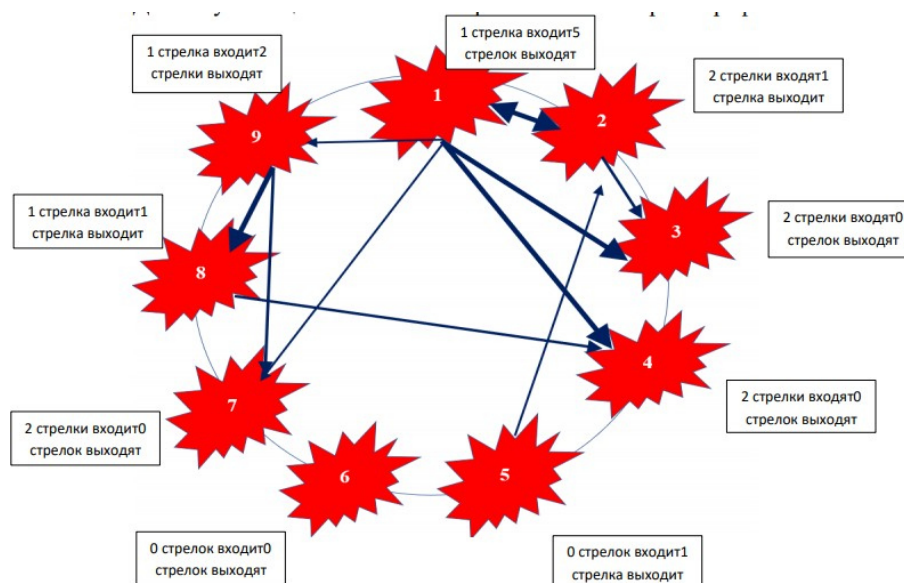 1 стрелка входит5
стрелок выходят
1 стрелка входит2
стрелки выходят
2 стрелки входят1
стрелка выходит
1
2
9
1 стрелка входит1
стрелка выходит
2 стрелки входят0
стрелок выходят
3
8
4
7
2 стрелки входят0
стрелок выходят
2 стрелки входит0
стрелок выходят
6
5
0 стрелок входит0
стрелок выходят
0 стрелок входит1
стрелка выходит